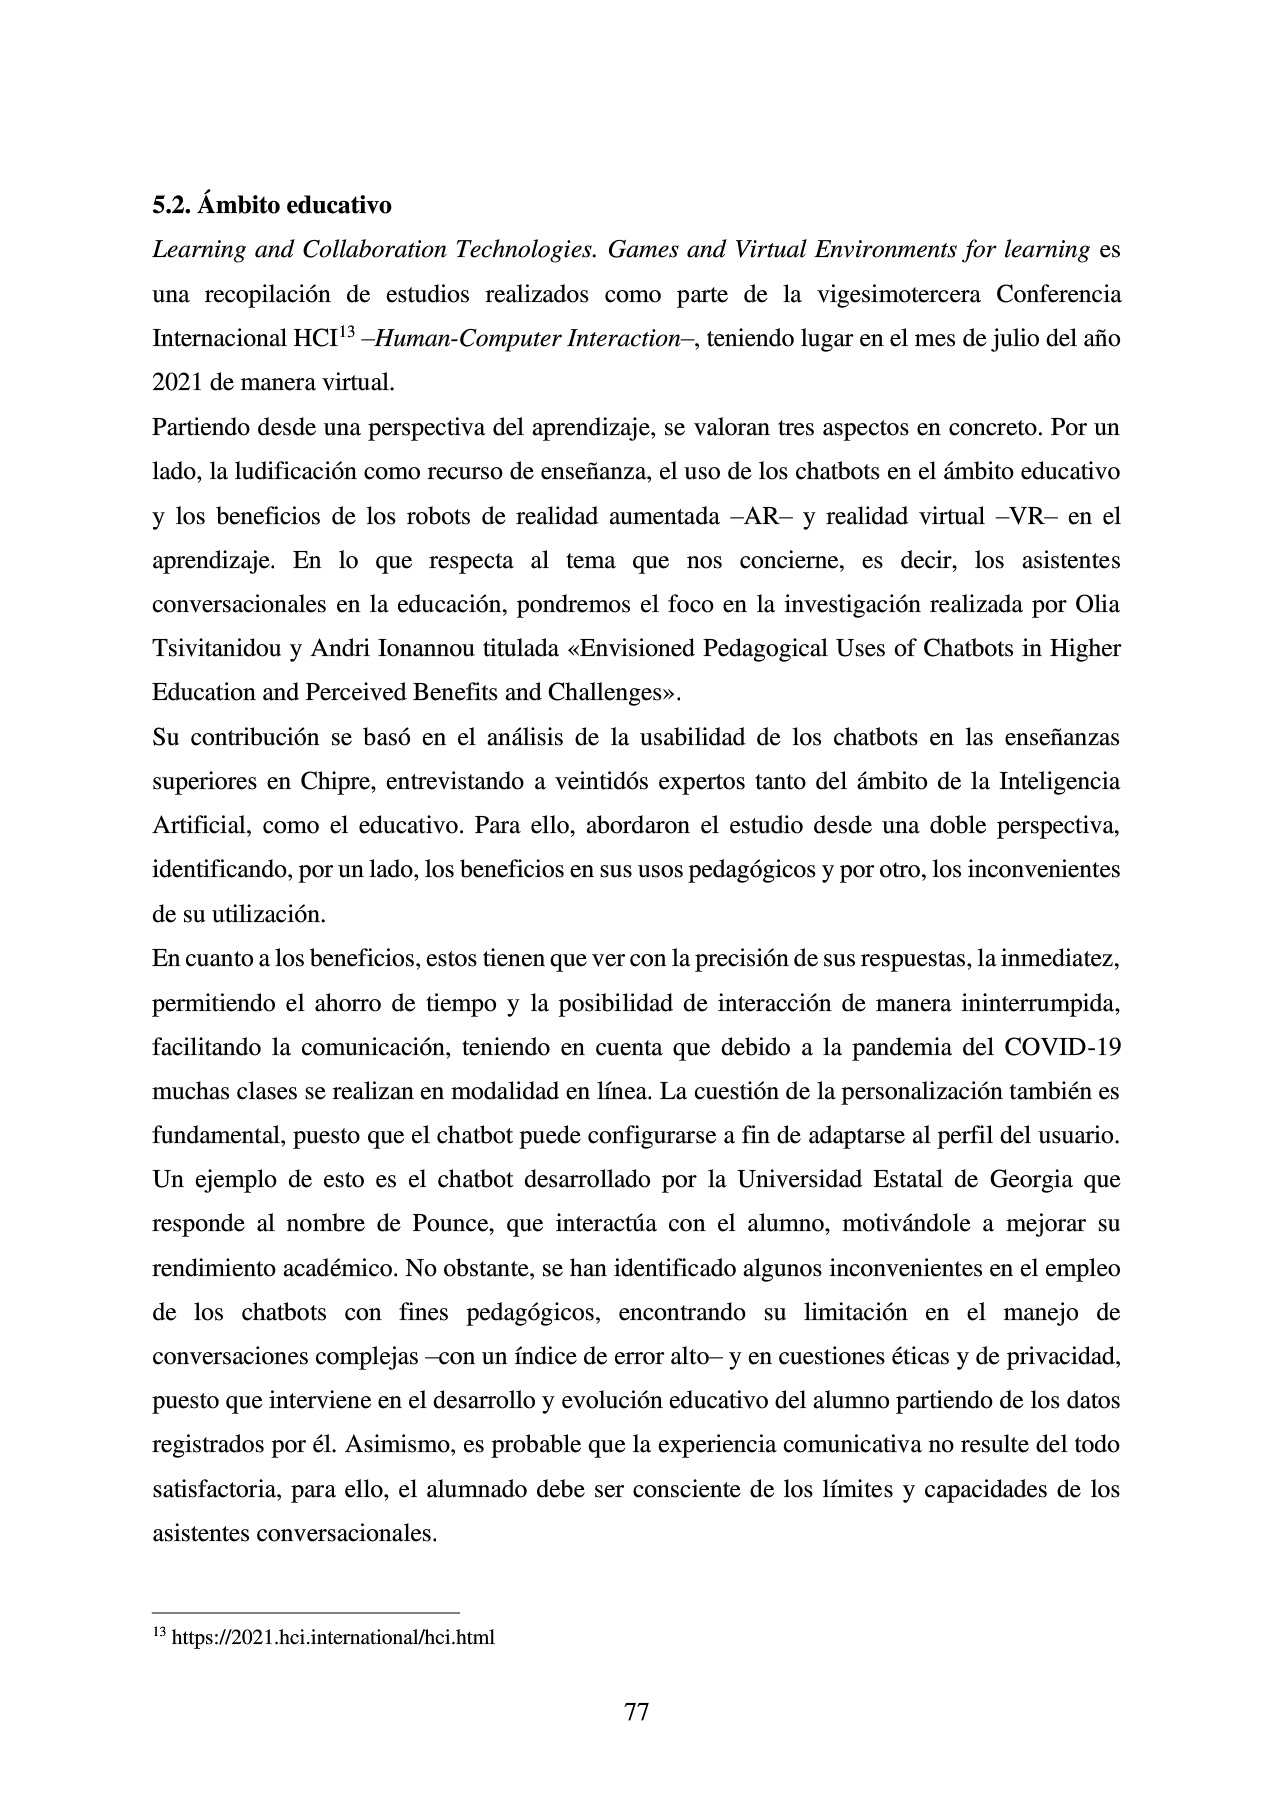 5.2. Ámbito educativo
Learning and Collaboration Technologies. Games and Virtual Environments for learning es
una recopilación de estudios realizados como parte de la vigesimotercera Conferencia
Internacional HCI13 –Human-Computer Interaction–, teniendo lugar en el mes de julio del año
2021 de manera virtual.
Partiendo desde una perspectiva del aprendizaje, se valoran tres aspectos en concreto. Por un
lado, la ludificación como recurso de enseñanza, el uso de los chatbots en el ámbito educativo
y los beneficios de los robots de realidad aumentada –AR– y realidad virtual –VR– en el
aprendizaje. En lo que respecta al tema que nos concierne, es decir, los asistentes
conversacionales en la educación, pondremos el foco en la investigación realizada por Olia
Tsivitanidou y Andri Ionannou titulada «Envisioned Pedagogical Uses of Chatbots in Higher
Education and Perceived Benefits and Challenges».
Su contribución se basó en el análisis de la usabilidad de los chatbots en las enseñanzas
superiores en Chipre, entrevistando a veintidós expertos tanto del ámbito de la Inteligencia
Artificial, como el educativo. Para ello, abordaron el estudio desde una doble perspectiva,
identificando, por un lado, los beneficios en sus usos pedagógicos y por otro, los inconvenientes
de su utilización.
En cuanto a los beneficios, estos tienen que ver con la precisión de sus respuestas, la inmediatez,
permitiendo el ahorro de tiempo y la posibilidad de interacción de manera ininterrumpida,
facilitando la comunicación, teniendo en cuenta que debido a la pandemia del COVID-19
muchas clases se realizan en modalidad en línea. La cuestión de la personalización también es
fundamental, puesto que el chatbot puede configurarse a fin de adaptarse al perfil del usuario.
Un ejemplo de esto es el chatbot desarrollado por la Universidad Estatal de Georgia que
responde al nombre de Pounce, que interactúa con el alumno, motivándole a mejorar su
rendimiento académico. No obstante, se han identificado algunos inconvenientes en el empleo
de los chatbots con fines pedagógicos, encontrando su limitación en el manejo de
conversaciones complejas –con un índice de error alto– y en cuestiones éticas y de privacidad,
puesto que interviene en el desarrollo y evolución educativo del alumno partiendo de los datos
registrados por él. Asimismo, es probable que la experiencia comunicativa no resulte del todo
satisfactoria, para ello, el alumnado debe ser consciente de los límites y capacidades de los
asistentes conversacionales.
13 https://2021.hci.international/hci.html
77